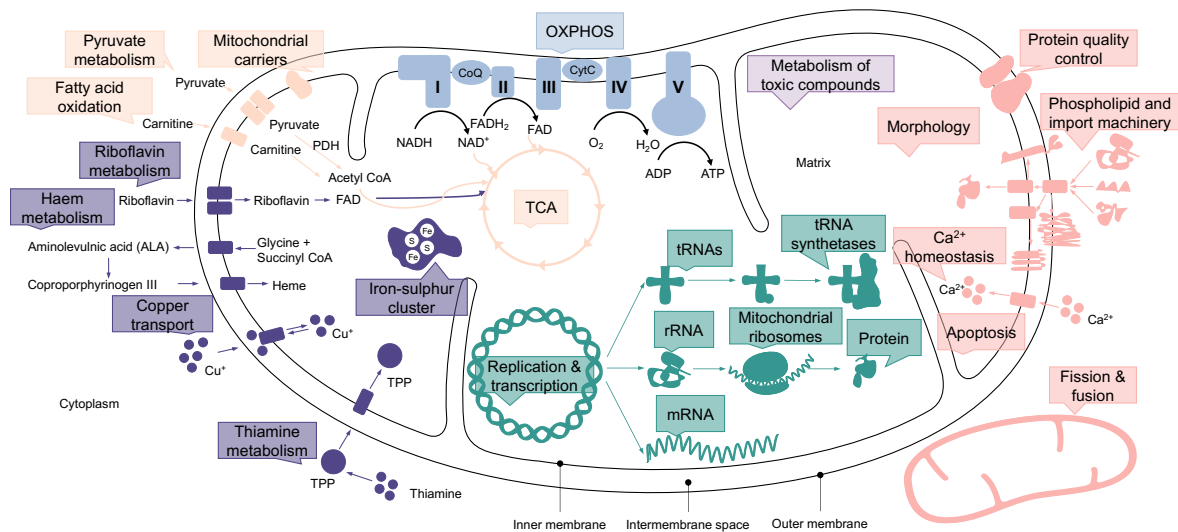 OXPHOS
Pyruvate
metabolism
Mitochondrial
carriers
Fatty acid
oxidation
Pyruvate
Carnitine
Pyruvate
PDH
Carnitine
Acetyl CoA
CoQ
CytC
I
II
III
IV
V
NADH
NAD⁺
FADH₂
FAD
O₂
H₂O
ADP
ATP
Metabolism of
toxic compounds
Matrix
Protein quality
control
Phospholipid and
import machinery
Morphology
Riboflavin
metabolism
Haem
metabolism
Riboflavin
Riboflavin
FAD
TCA
Aminolevulnic acid (ALA)
Glycine +
Succinyl CoA
Coproporphyrinogen III
Heme
Fe
S
S
Fe
Iron-sulphur
cluster
Copper
transport
Cu⁺
Cu⁺
tRNAs
tRNA
synthetases
rRNA
Mitochondrial
ribosomes
Protein
Replication &
transcription
mRNA
Ca²⁺
homeostasis
Ca²⁺
Ca²⁺
Apoptosis
Fission &
fusion
Cytoplasm
TPP
Thiamine
metabolism
TPP
Thiamine
Inner membrane
Intermembrane space
Outer membrane